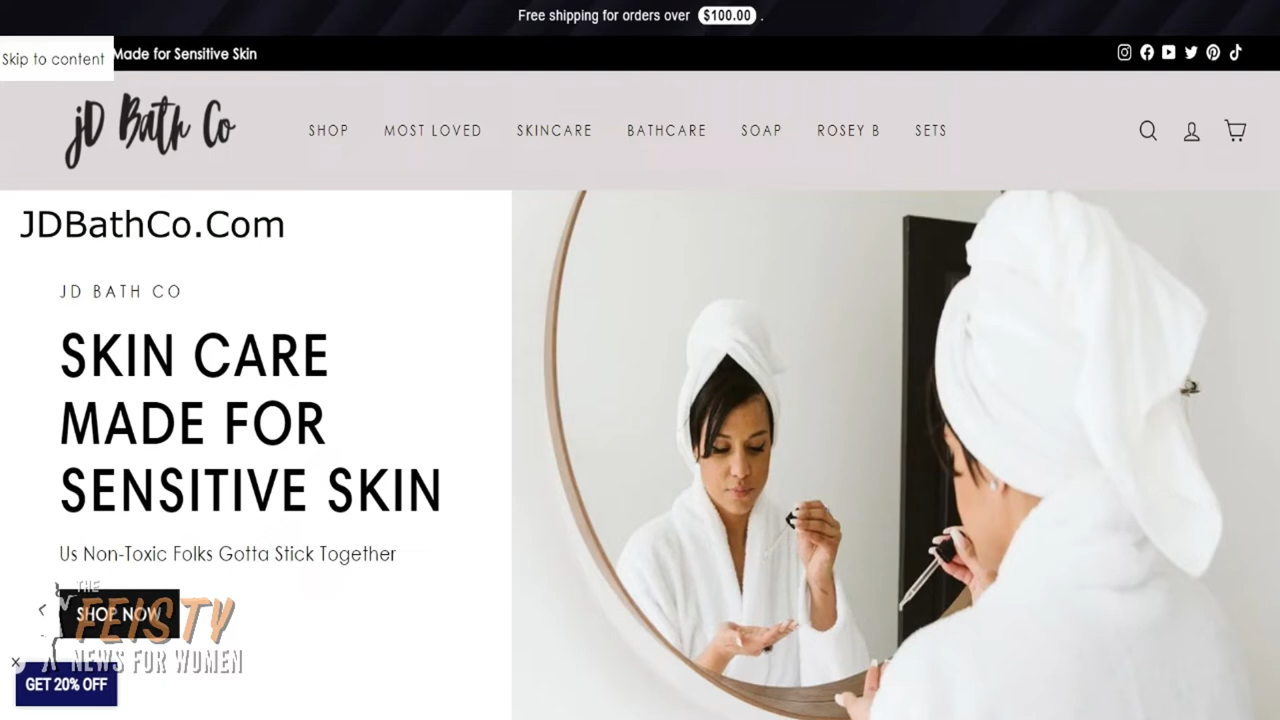 Free shipping for orders over $100.00 .
Skip to content
Made for Sensitive Skin
jD Bath Co
SHOP MOST LOVED SKINCARE BATHCARE SOAP ROSEY B SETS
JDBathCo.Com
JD BATH CO
SKIN CARE
MADE FOR
SENSITIVE SKIN
Us Non-Toxic Folks Gotta Stick Together
SHOP NOW
THE
FEISTY
NEWS FOR WOMEN
GET 20% OFF